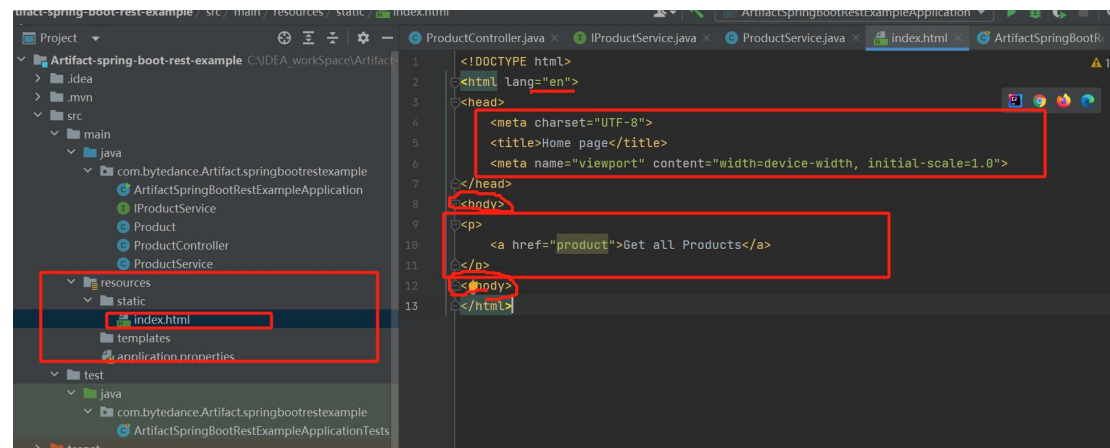 tifact-spring-boot-rest-example / src / main / resources / static / index.html ArtifactSpringBootRestExampleApplication
Project
ProductController.java × IProductService.java × ProductService.java × index.html × ArtifactSpringBootR
Artifact-spring-boot-rest-example C:\IDEA_workSpace\Artifact-
.idea
.mvn
src
main
java
com.bytedance.Artifact.springbootrestexample
ArtifactSpringBootRestExampleApplication
IProductService
Product
ProductController
ProductService
resources
static
index.html
templates
application.properties
test
java
com.bytedance.Artifact.springbootrestexample
ArtifactSpringBootRestExampleApplicationTests
1 <!DOCTYPE html>
2 <html lang="en">
3 <head>
4 <meta charset="UTF-8">
5 <title>Home page</title>
6 <meta name="viewport" content="width=device-width, initial-scale=1.0">
7 </head>
8 <body>
9 <p>
10 <a href="product">Get all Products</a>
11 </p>
12
13 </html>